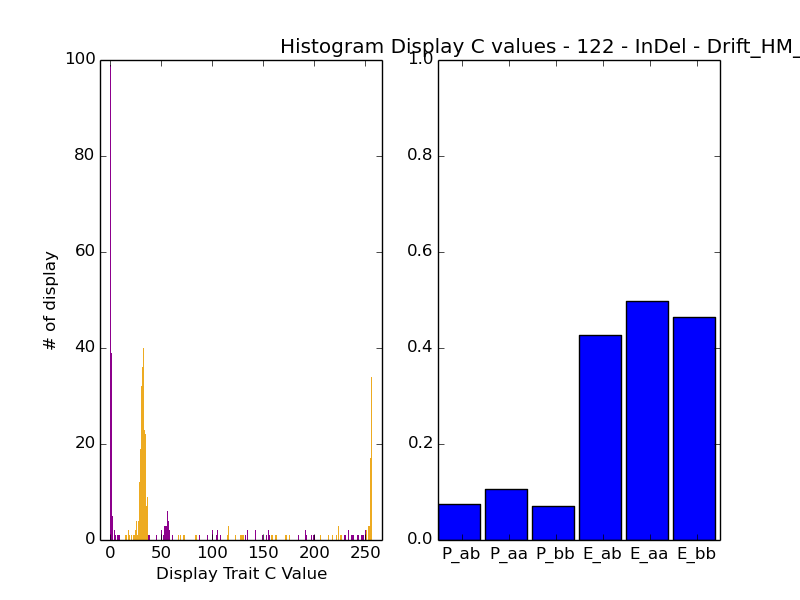 Histogram Display C values - 122 - InDel - Drift_HM_
100
80
60
40
20
0
# of display
0 50 100 150 200 250
Display Trait C Value
1.0
0.8
0.6
0.4
0.2
0.0
P_ab P_aa P_bb E_ab E_aa E_bb